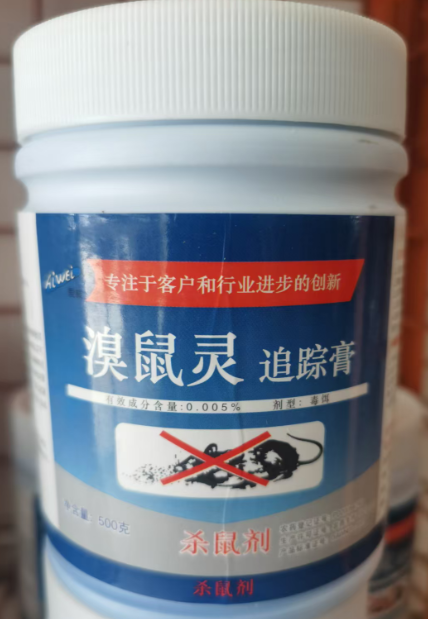 Aiwei
专注于客户和行业进步的创新
溴鼠灵 追踪膏
有效成分含量:0.005% 剂型：毒饵
净含量：500克
杀鼠剂
杀鼠剂